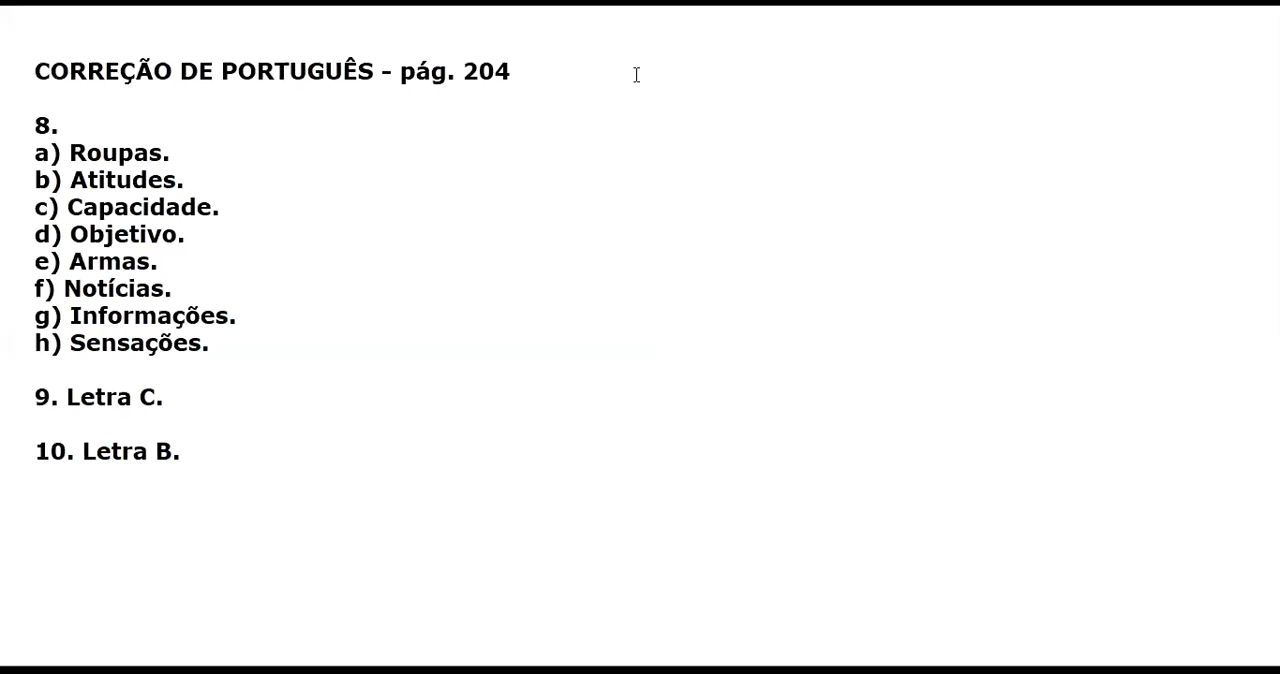 CORREÇÃO DE PORTUGUÊS - pág. 204
8.
a) Roupas.
b) Atitudes.
c) Capacidade.
d) Objetivo.
e) Armas.
f) Notícias.
g) Informações.
h) Sensações.
9. Letra C.
10. Letra B.